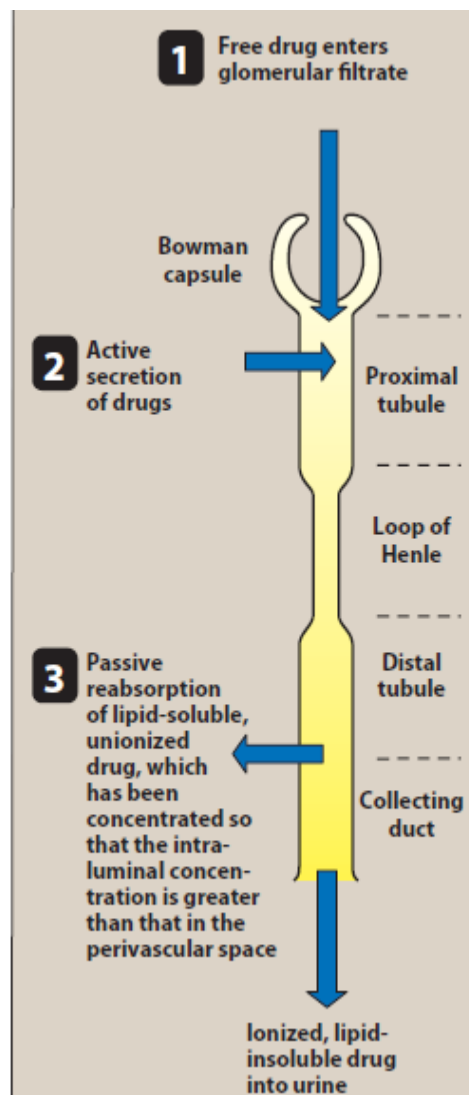 1
Free drug enters
glomerular filtrate
Bowman
capsule
2
Active
secretion
of drugs
Proximal
tubule
Loop of
Henle
3
Passive
reabsorption
of lipid-soluble,
unionized
drug, which
has been
concentrated so
that the intra-
luminal concen-
tration is greater
than that in the
perivascular space
Distal
tubule
Collecting
duct
Ionized, lipid-
insoluble drug
into urine